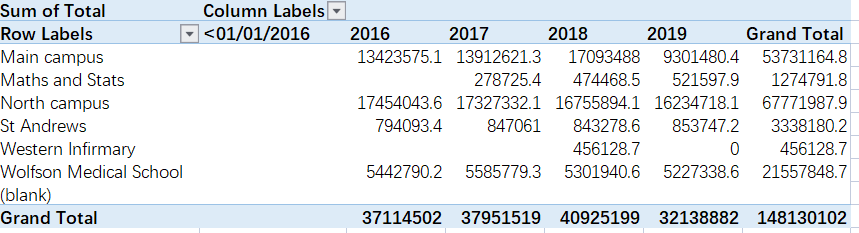 Sum of Total Column Labels
Row Labels <01/01/2016 2016 2017 2018 2019 Grand Total
Main campus 13423575.1 13912621.3 17093488 9301480.4 53731164.8
Maths and Stats 278725.4 474468.5 521597.9 1274791.8
North campus 17454043.6 17327332.1 16755894.1 16234718.1 67771987.9
St Andrews 794093.4 847061 843278.6 853747.2 3338180.2
Western Infirmary 456128.7 0 456128.7
Wolfson Medical School 5442790.2 5585779.3 5301940.6 5227338.6 21557848.7
(blank)
Grand Total 37114502 37951519 40925199 32138882 148130102